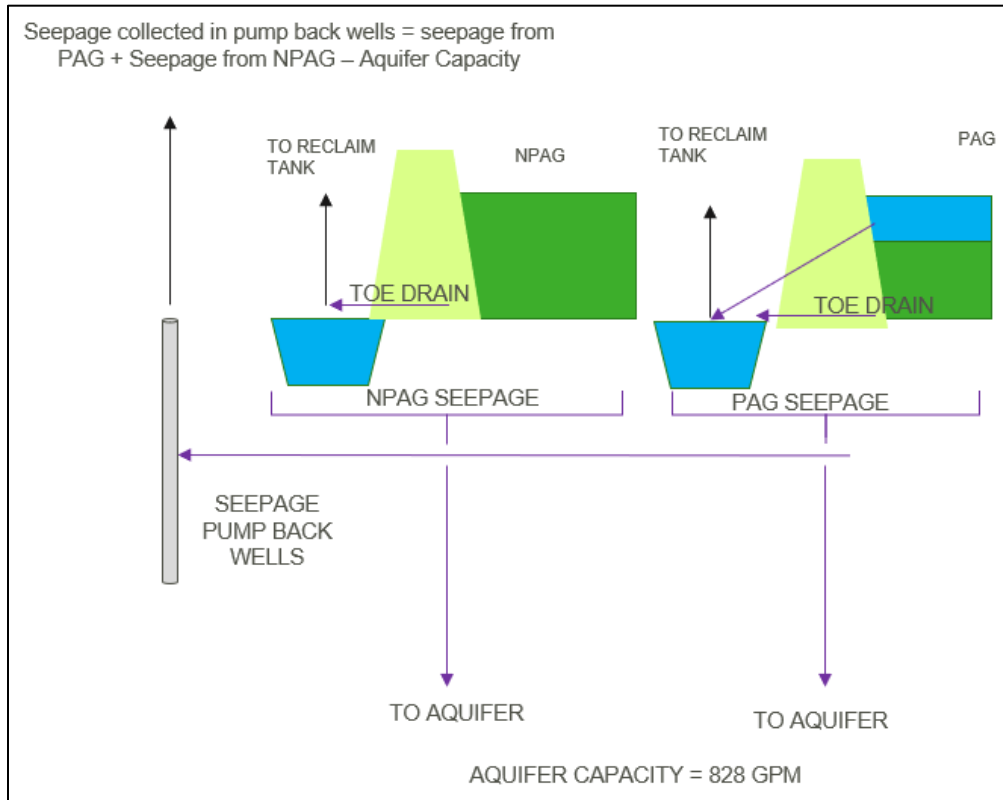 Seepage collected in pump back wells = seepage from
PAG + Seepage from NPAG – Aquifer Capacity
TO RECLAIM
TANK
NPAG
TO RECLAIM
TANK
PAG
TOE DRAIN
TOE DRAIN
NPAG SEEPAGE
PAG SEEPAGE
SEEPAGE
PUMP BACK
WELLS
TO AQUIFER
TO AQUIFER
AQUIFER CAPACITY = 828 GPM